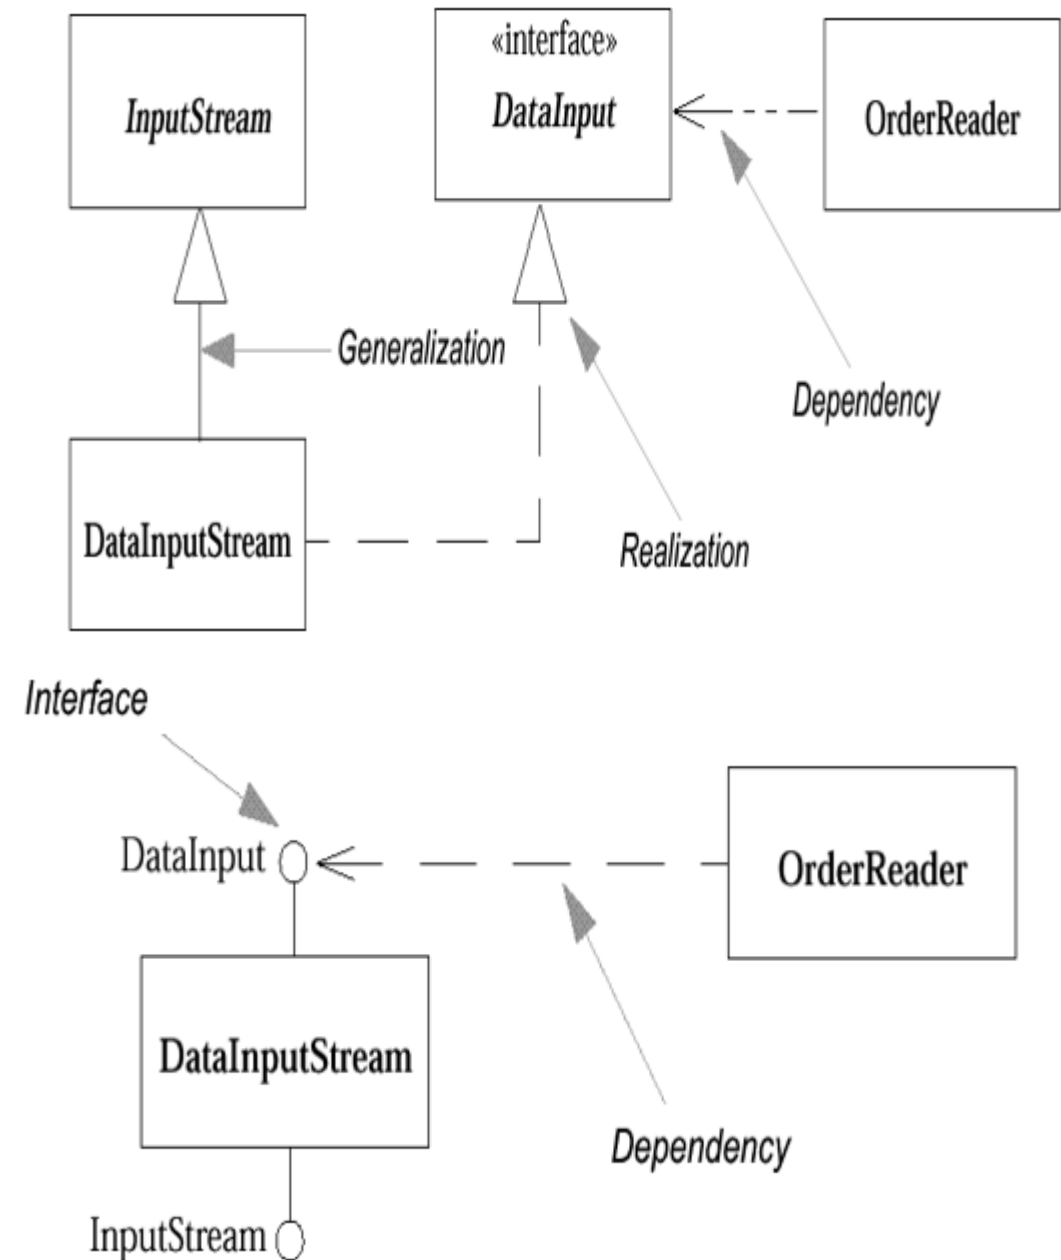 «interface»
InputStream
DataInput
OrderReader
Generalization
Dependency
DataInputStream
Realization
Interface
DataInput
OrderReader
DataInputStream
Dependency
InputStream